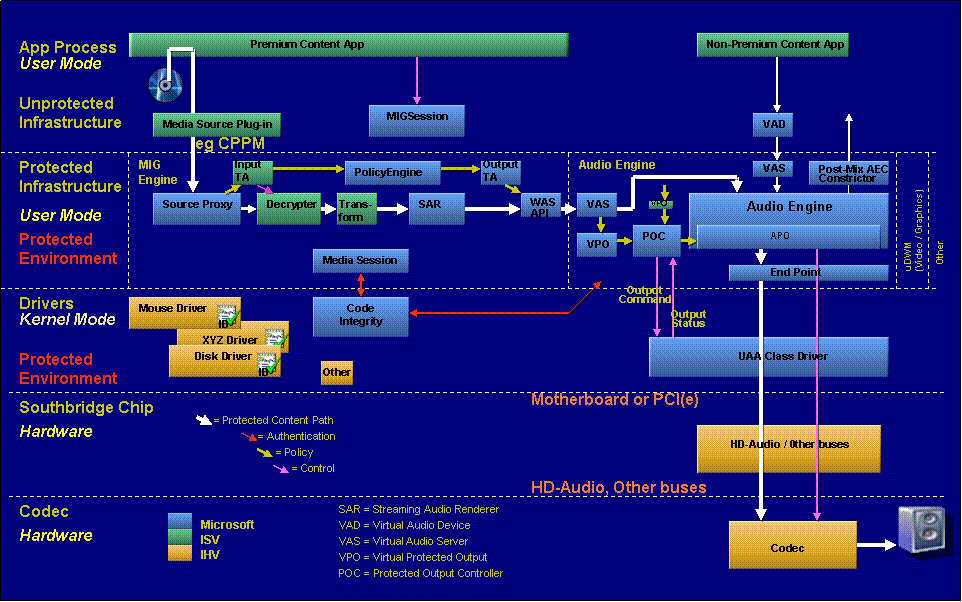 App Process
User Mode
Premium Content App
Non-Premium Content App
Unprotected
Infrastructure
Media Source Plug-in
eg CPPM
MIGSession
VAD
Protected
Infrastructure
User Mode
Protected
Environment
MIG
Engine
Input
TA
PolicyEngine
Output
TA
Audio Engine
VAS
Post-Mix AEC
Constrictor
Source Proxy
Decrypter
Trans-
form
SAR
WAS
API
VAS
VPO
VPO
POC
Audio Engine
APO
End Point
uDWM
(Video / Graphics)
Other
Media Session
Output
Command
Output
Status
Drivers
Kernel Mode
Protected
Environment
Mouse Driver
ID
XYZ Driver
Disk Driver
ID
Code
Integrity
Other
UAA Class Driver
Motherboard or PCI(e)
Southbridge Chip
Hardware
= Protected Content Path
= Authentication
= Policy
= Control
HD-Audio / Other buses
HD-Audio, Other buses
Codec
Hardware
Microsoft
ISV
IHV
SAR = Streaming Audio Renderer
VAD = Virtual Audio Device
VAS = Virtual Audio Server
VPO = Virtual Protected Output
POC = Protected Output Controller
Codec